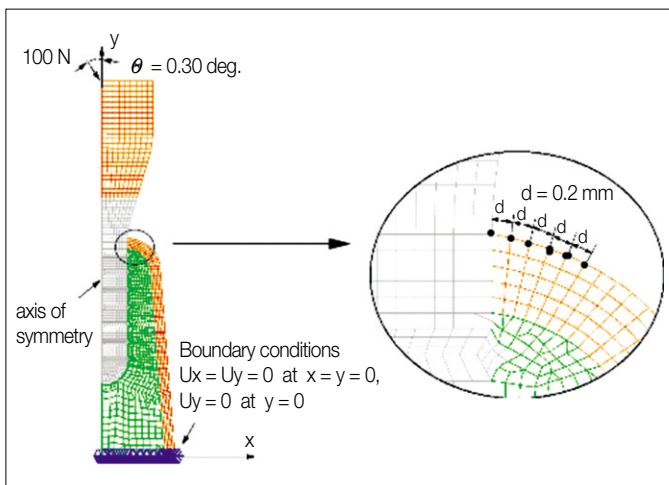 y
100 N
θ = 0.30 deg.
d = 0.2 mm
d d d d d
axis of
symmetry
Boundary conditions
Ux = Uy = 0 at x = y = 0,
Uy = 0 at y = 0
x